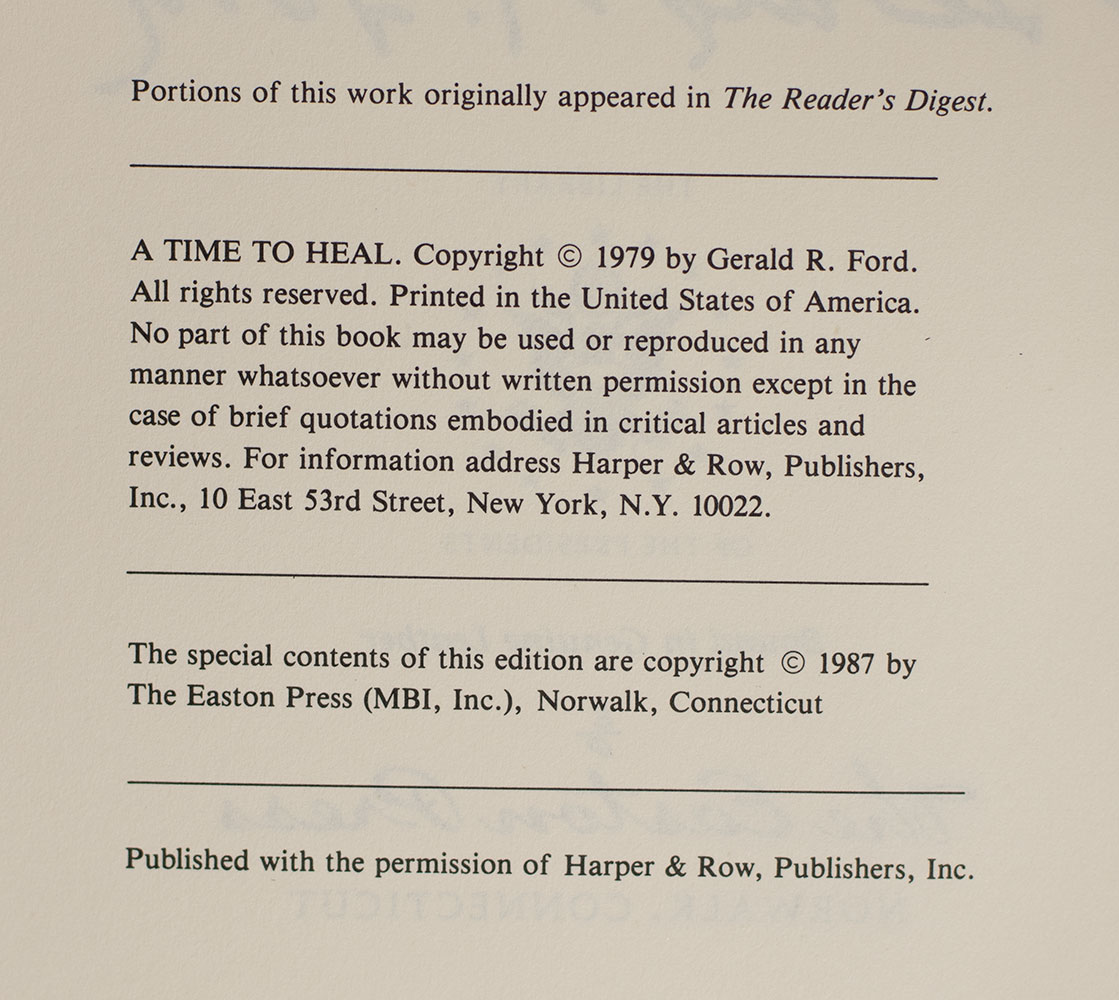 Portions of this work originally appeared in The Reader's Digest.
A TIME TO HEAL. Copyright © 1979 by Gerald R. Ford.
All rights reserved. Printed in the United States of America.
No part of this book may be used or reproduced in any
manner whatsoever without written permission except in the
case of brief quotations embodied in critical articles and
reviews. For information address Harper & Row, Publishers,
Inc., 10 East 53rd Street, New York, N.Y. 10022.
The special contents of this edition are copyright © 1987 by
The Easton Press (MBI, Inc.), Norwalk, Connecticut
Published with the permission of Harper & Row, Publishers, Inc.